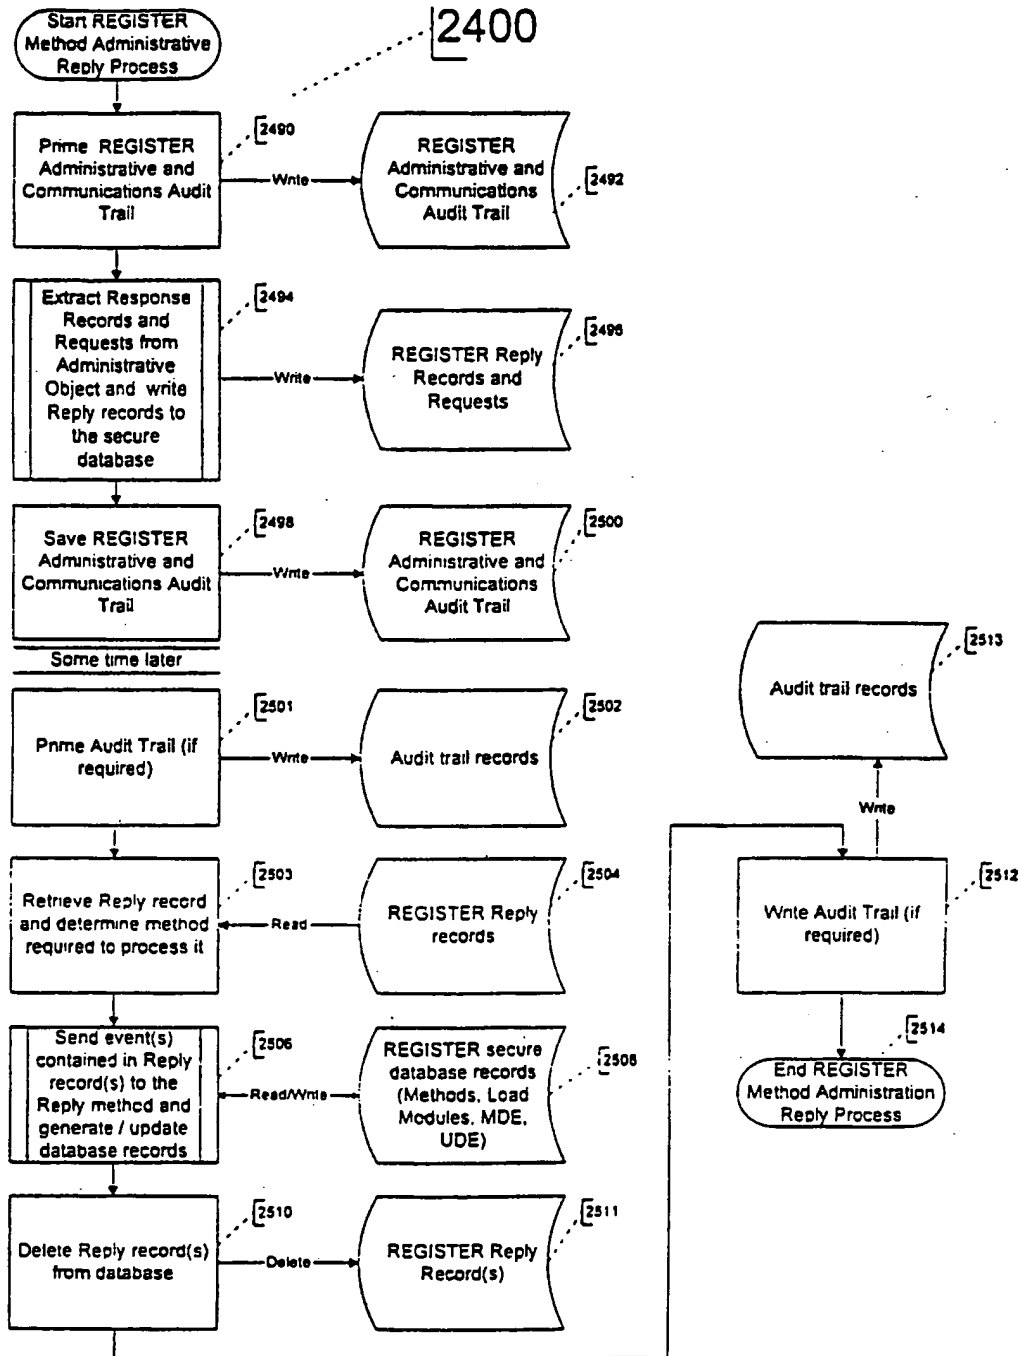 Start REGISTER
Method Administrative
Reply Process
2400
Prime REGISTER
Administrative and
Communications Audit
Trail
2490
Write
REGISTER
Administrative and
Communications
Audit Trail
2492
Extract Response
Records and
Requests from
Administrative
Object and write
Reply records to
the secure
database
2494
Write
REGISTER Reply
Records and
Requests
2496
Save REGISTER
Administrative and
Communications Audit
Trail
2498
Write
REGISTER
Administrative and
Communications
Audit Trail
2500
Some time later
Prime Audit Trail (if
required)
2501
Write
Audit trail records
2502
Retrieve Reply record
and determine method
required to process it
2503
Read
REGISTER Reply
records
2504
Send event(s)
contained in Reply
record(s) to the
Reply method and
generate / update
database records
2506
Read/Write
REGISTER secure
database records
(Methods, Load
Modules, MDE,
UDE)
2508
Delete Reply record(s)
from database
2510
Delete
REGISTER Reply
Record(s)
2511
Audit trail records
2513
Write
Write Audit Trail (if
required)
2512
2514
End REGISTER
Method Administration
Reply Process